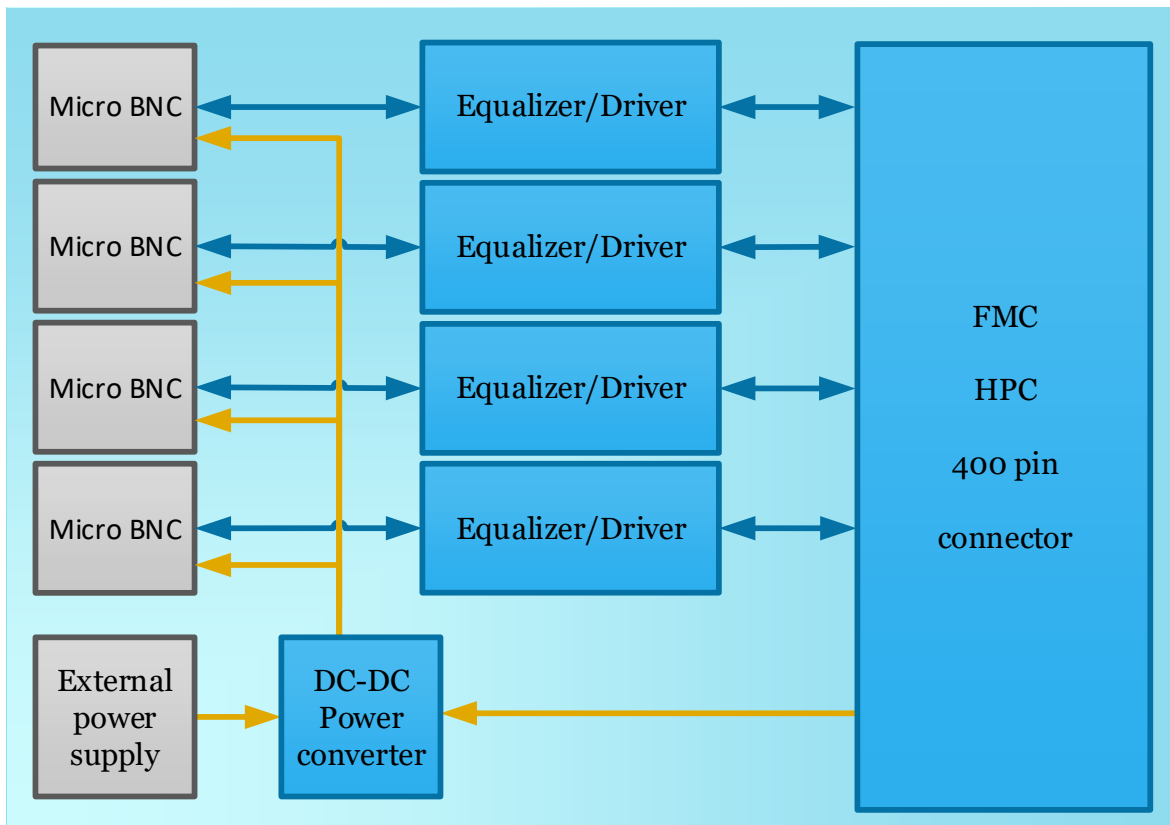 Micro BNC
Equalizer/Driver
Micro BNC
Equalizer/Driver
Micro BNC
Equalizer/Driver
Micro BNC
Equalizer/Driver
FMC
HPC
400 pin
connector
External
power
supply
DC-DC
Power
converter